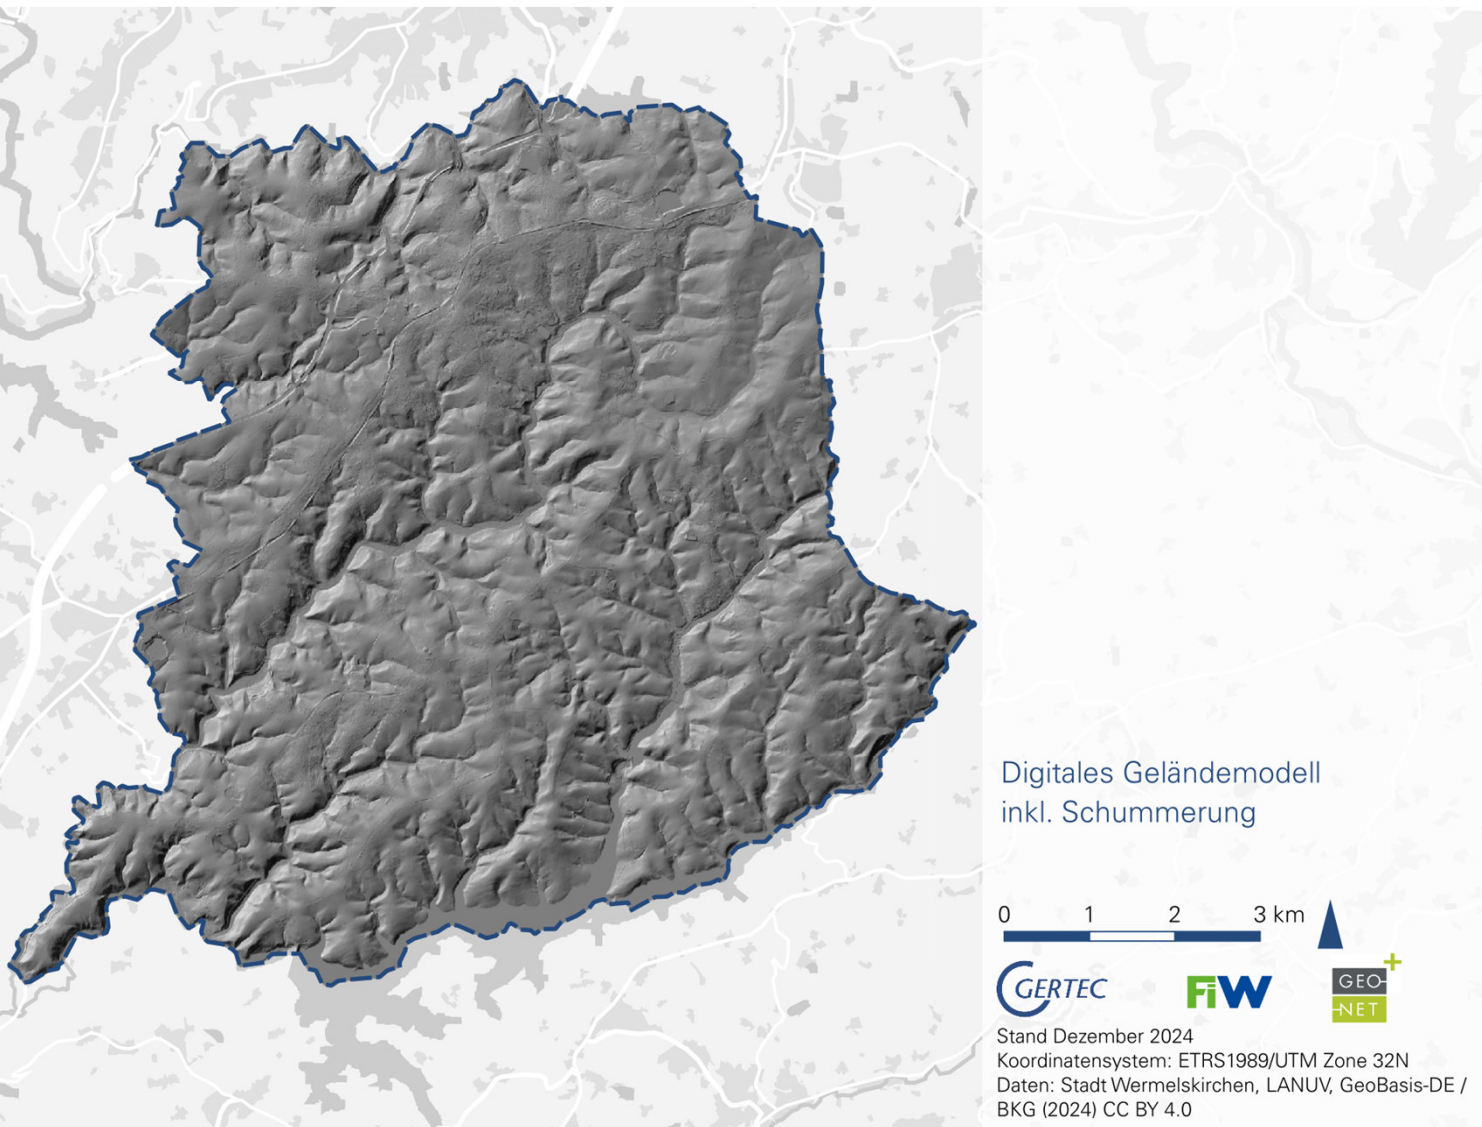 Digitales Geländemodell
inkl. Schummerung
0 1 2 3 km
GERTEC FiW GEO-NET
Stand Dezember 2024
Koordinatensystem: ETRS1989/UTM Zone 32N
Daten: Stadt Wermelskirchen, LANUV, GeoBasis-DE /
BKG (2024) CC BY 4.0